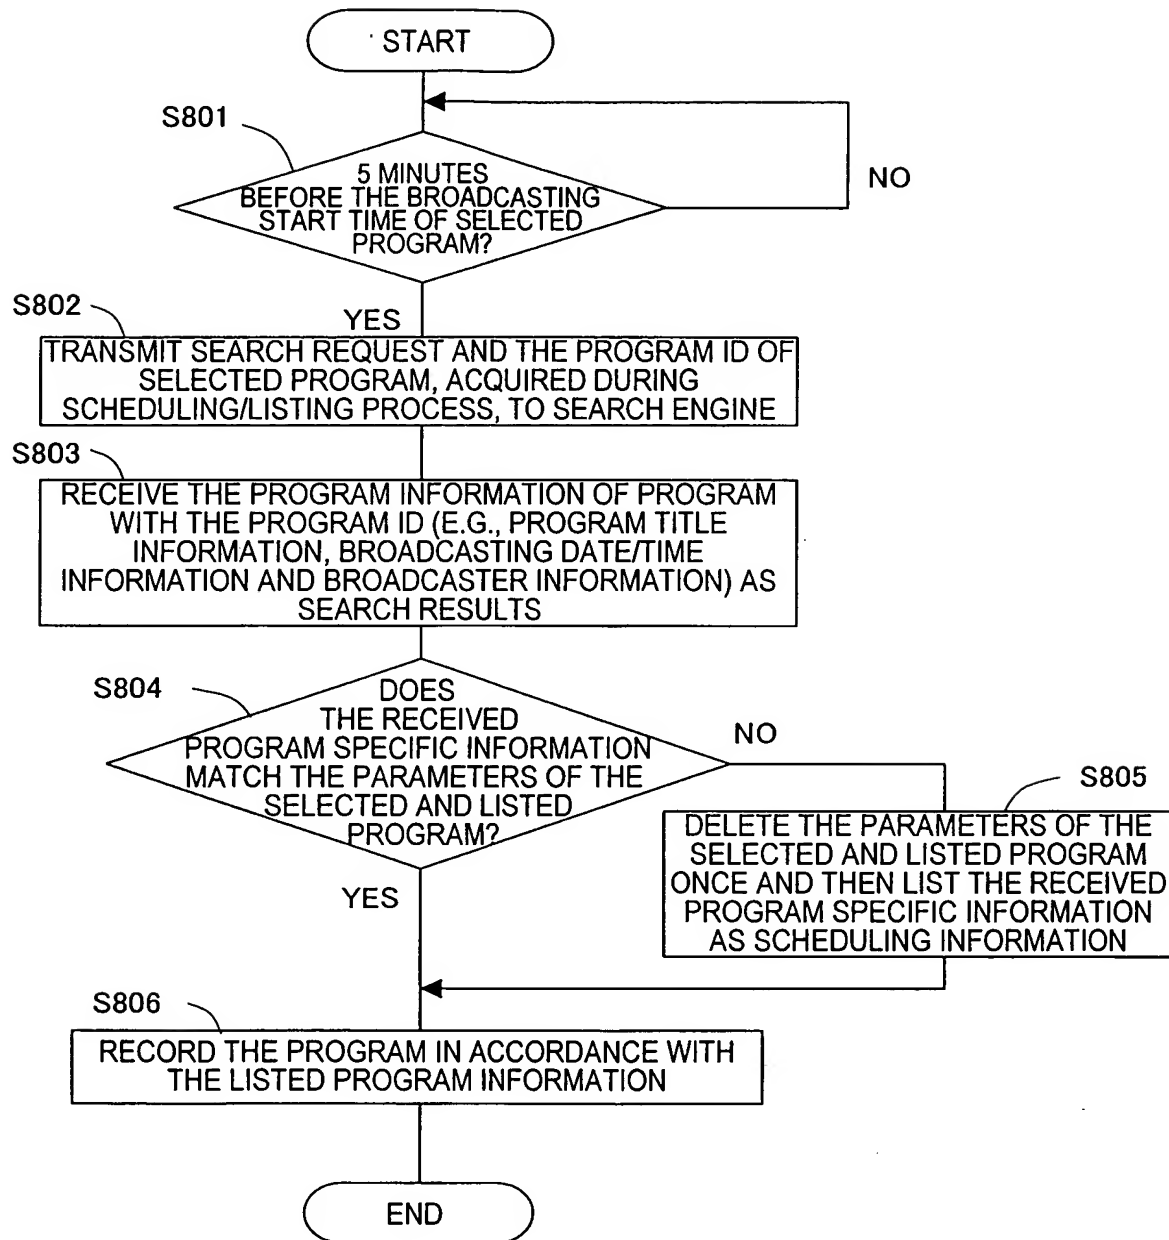 START
S801
5 MINUTES
BEFORE THE BROADCASTING
START TIME OF SELECTED
PROGRAM?
NO
S802
YES
TRANSMIT SEARCH REQUEST AND THE PROGRAM ID OF
SELECTED PROGRAM, ACQUIRED DURING
SCHEDULING/LISTING PROCESS, TO SEARCH ENGINE
S803
RECEIVE THE PROGRAM INFORMATION OF PROGRAM
WITH THE PROGRAM ID (E.G., PROGRAM TITLE
INFORMATION, BROADCASTING DATE/TIME
INFORMATION AND BROADCASTER INFORMATION) AS
SEARCH RESULTS
S804
DOES
THE RECEIVED
PROGRAM SPECIFIC INFORMATION
MATCH THE PARAMETERS OF THE
SELECTED AND LISTED
PROGRAM?
NO
S805
DELETE THE PARAMETERS OF THE
SELECTED AND LISTED PROGRAM
ONCE AND THEN LIST THE RECEIVED
PROGRAM SPECIFIC INFORMATION
AS SCHEDULING INFORMATION
YES
S806
RECORD THE PROGRAM IN ACCORDANCE WITH
THE LISTED PROGRAM INFORMATION
END